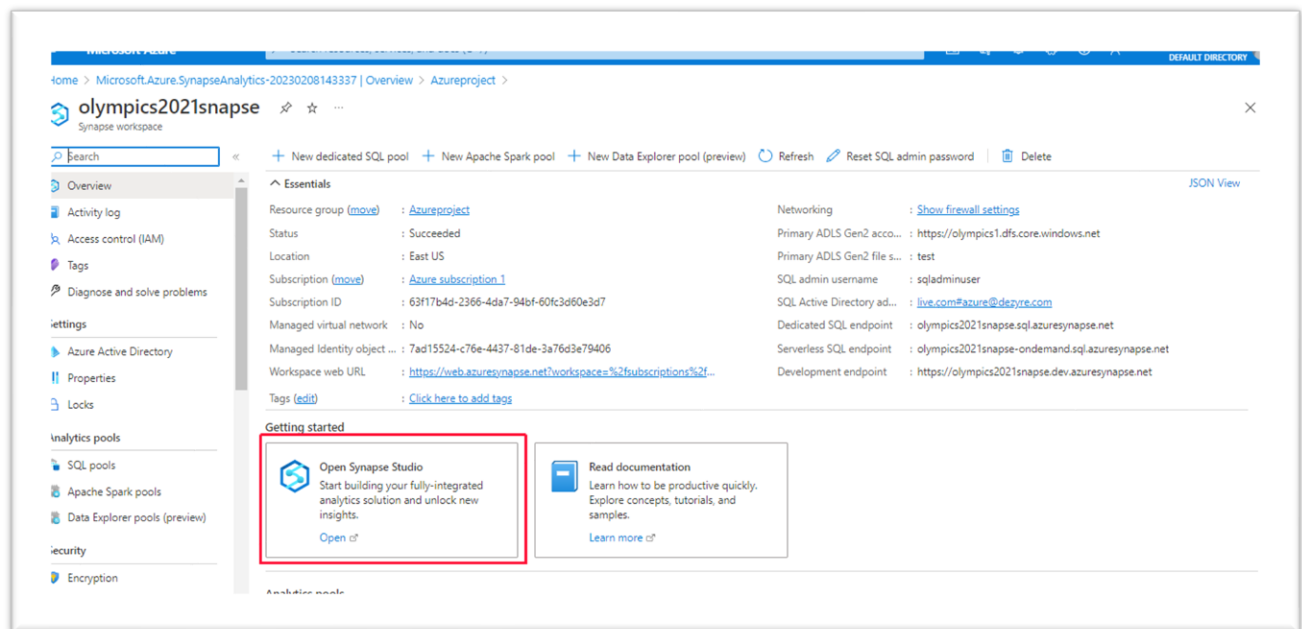 Microsoft Azure
DEFAULT DIRECTORY
Home > Microsoft.Azure.SynapseAnalytics-20230208143337 | Overview > Azureproject >
olympics2021snapse
Synapse workspace
Search
Overview
Activity log
Access control (IAM)
Tags
Diagnose and solve problems
Settings
Azure Active Directory
Properties
Locks
Analytics pools
SQL pools
Apache Spark pools
Data Explorer pools (preview)
Security
Encryption
New dedicated SQL pool New Apache Spark pool New Data Explorer pool (preview) Refresh Reset SQL admin password Delete
Essentials
JSON View
Resource group (move) : Azureproject
Status : Succeeded
Location : East US
Subscription (move) : Azure subscription 1
Subscription ID : 63f17b4d-2366-4da7-94bf-60fc3d60e3d7
Managed virtual network : No
Managed Identity object ... : 7ad15524-c76e-4437-81de-3a76d3e79406
Workspace web URL : https://web.azuresynapse.net?workspace=%2fsubscriptions%2f...
Tags (edit) : Click here to add tags
Networking : Show firewall settings
Primary ADLS Gen2 acco... : https://olympics1.dfs.core.windows.net
Primary ADLS Gen2 file s... : test
SQL admin username : sqladminuser
SQL Active Directory ad... : live.com#azure@dezyre.com
Dedicated SQL endpoint : olympics2021snapse.sql.azuresynapse.net
Serverless SQL endpoint : olympics2021snapse-ondemand.sql.azuresynapse.net
Development endpoint : https://olympics2021snapse.dev.azuresynapse.net
Getting started
Open Synapse Studio
Start building your fully-integrated
analytics solution and unlock new
insights.
Open
Read documentation
Learn how to be productive quickly.
Explore concepts, tutorials, and
samples.
Learn more
Analytics pools